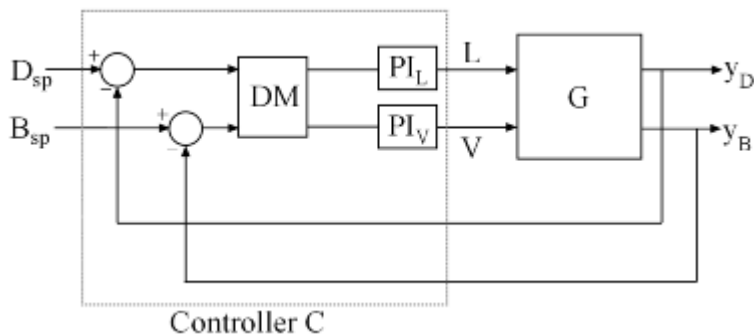 D_sp
B_sp
+
−
+
−
DM
PI_L
PI_V
L
V
G
y_D
y_B
Controller C